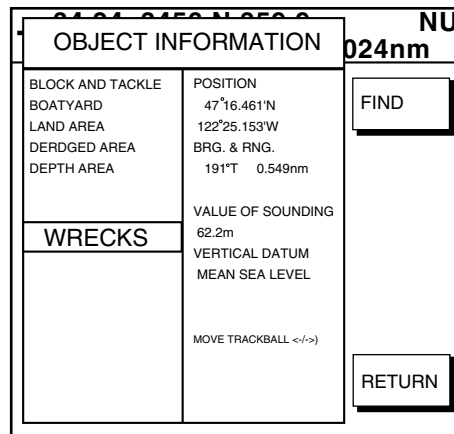 NU
024nm
OBJECT INFORMATION
BLOCK AND TACKLE
BOATYARD
LAND AREA
DERDGED AREA
DEPTH AREA
WRECKS
POSITION
47°16.461'N
122°25.153'W
BRG. & RNG.
191°T 0.549nm
VALUE OF SOUNDING
62.2m
VERTICAL DATUM
MEAN SEA LEVEL
MOVE TRACKBALL <-/->)
FIND
RETURN